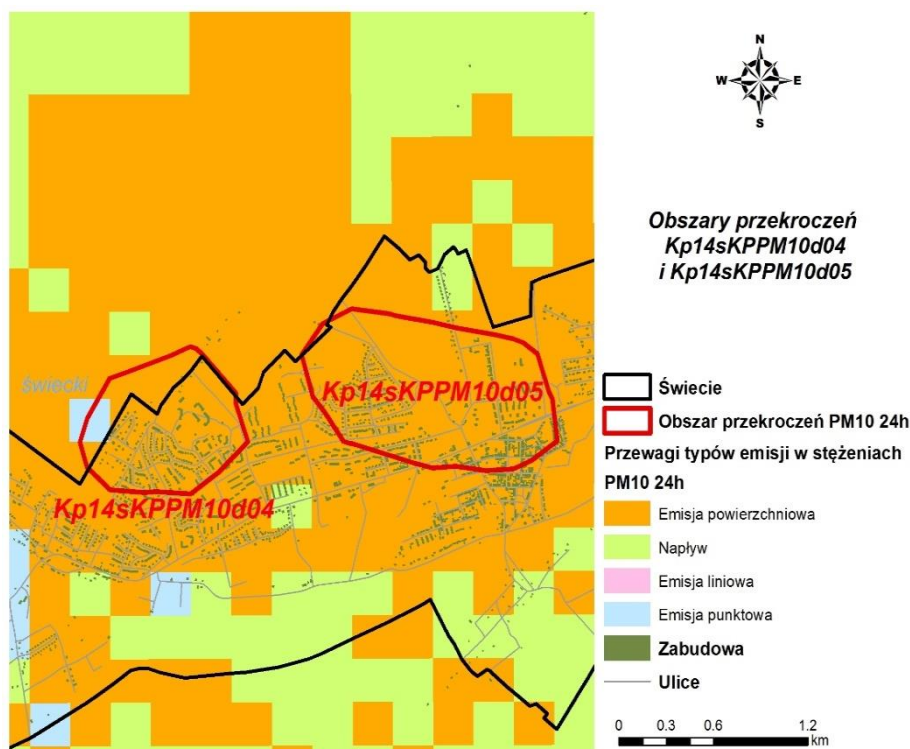 N
W E
S
Obszary przekroczeń
Kp14sKPPM10d04
i Kp14sKPPM10d05
świecki
Kp14sKPPM10d05
Kp14sKPPM10d04
Świecie
Obszar przekroczeń PM10 24h
Przewagi typów emisji w stężeniach
PM10 24h
Emisja powierzchniowa
Napływ
Emisja liniowa
Emisja punktowa
Zabudowa
Ulice
0 0.3 0.6 1.2
km